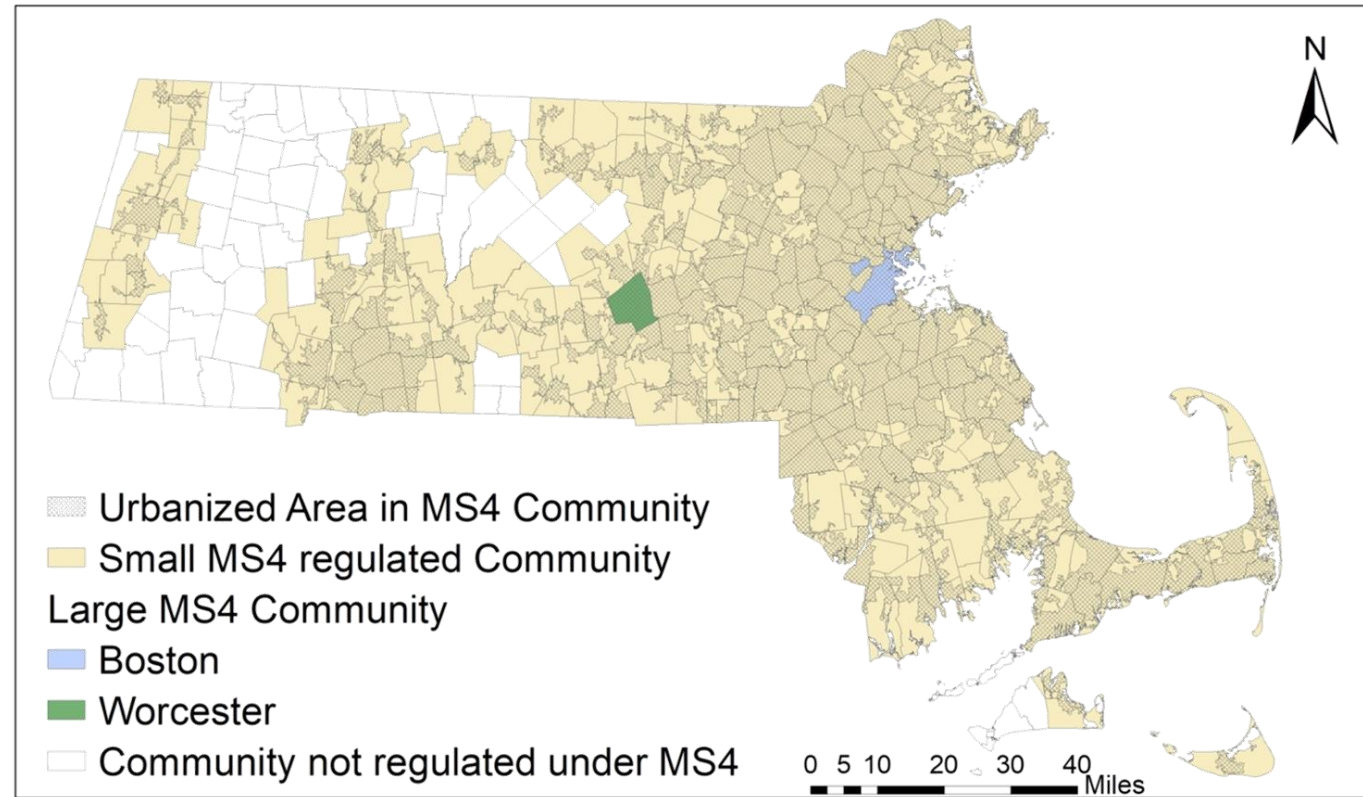 N
Urbanized Area in MS4 Community
Small MS4 regulated Community
Large MS4 Community
Boston
Worcester
Community not regulated under MS4
0 5 10 20 30 40
Miles